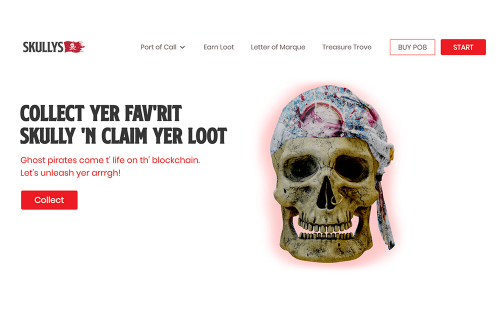 SKULLYS
Port of Call
Earn Loot
Letter of Marque
Treasure Trove
BUY POB
START
COLLECT YER FAV'RIT
SKULLY 'N CLAIM YER LOOT
Ghost pirates come t' life on th' blockchain.
Let's unleash yer arrrgh!
Collect